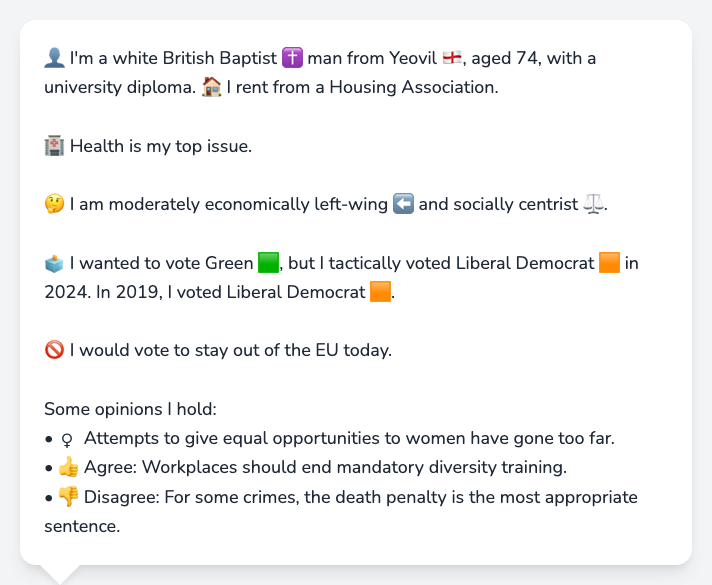 👤 I'm a white British Baptist ✝️ man from Yeovil 🏴󠁧󠁢󠁥󠁮󠁧󠁿, aged 74, with a
university diploma. 🏠 I rent from a Housing Association.
🏥 Health is my top issue.
🤔 I am moderately economically left-wing ⬅️ and socially centrist ⚖️.
🗳️ I wanted to vote Green 🟩, but I tactically voted Liberal Democrat 🟧 in
2024. In 2019, I voted Liberal Democrat 🟧.
🚫 I would vote to stay out of the EU today.
Some opinions I hold:
• ♀ Attempts to give equal opportunities to women have gone too far.
• 👍 Agree: Workplaces should end mandatory diversity training.
• 👎 Disagree: For some crimes, the death penalty is the most appropriate
sentence.